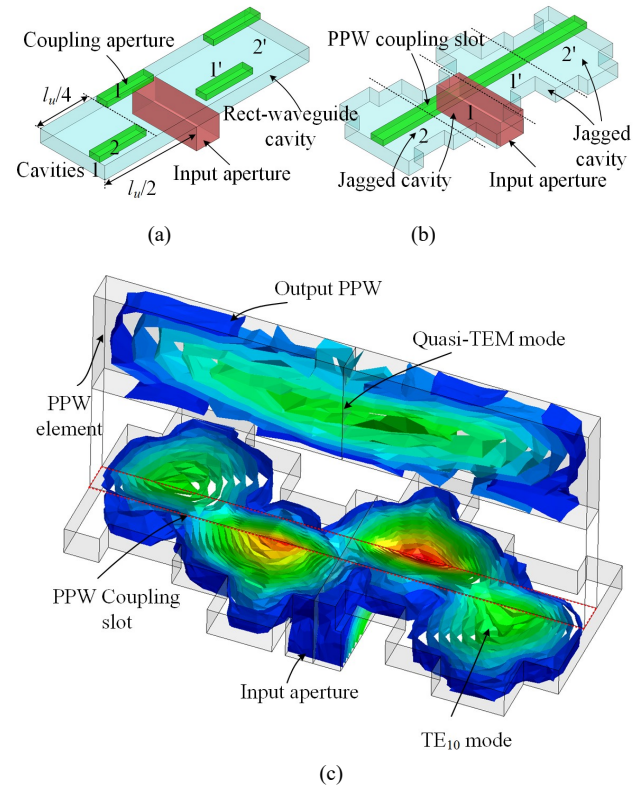 Coupling aperture
2'
1
1'
l_u/4
Rect-waveguide
cavity
2
Cavities 1
Input aperture
l_u/2
(a)
PPW coupling slot
2'
1'
1
2
Jagged
cavity
Jagged cavity
Input aperture
(b)
Output PPW
Quasi-TEM mode
PPW
element
PPW Coupling
slot
Input aperture
TE10 mode
(c)